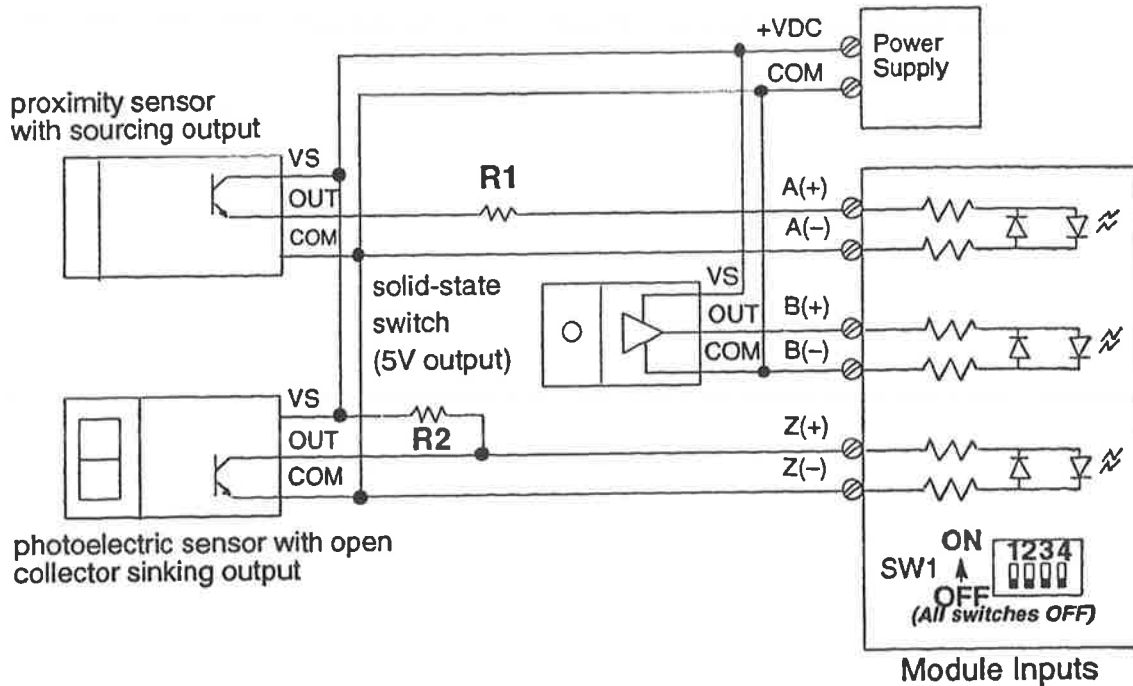 +VDC
COM
Power
Supply
proximity sensor
with sourcing output
VS
OUT
COM
R1
A(+)
A(–)
solid-state
switch
(5V output)
VS
OUT
COM
B(+)
B(–)
VS
OUT
COM
R2
Z(+)
Z(–)
photoelectric sensor with open
collector sinking output
SW1
ON
OFF
1234
(All switches OFF)
Module Inputs